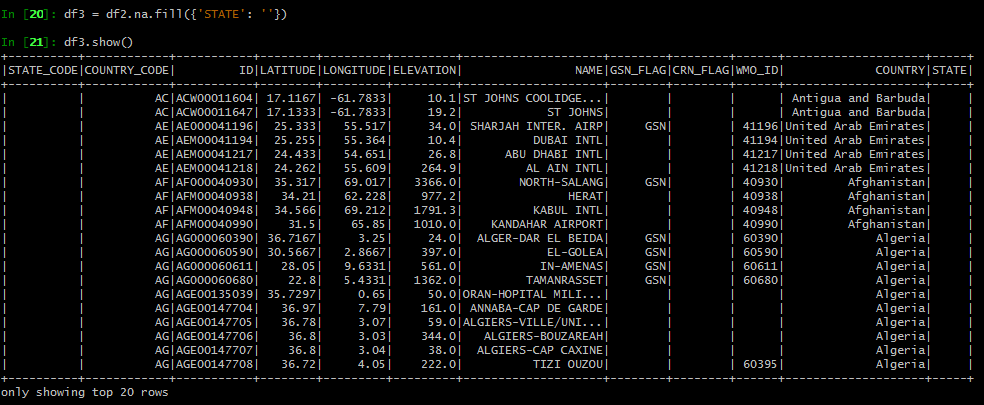 In [20]: df3 = df2.na.fill({'STATE': ''})
In [21]: df3.show()
+----------+------------+-----------+--------+---------+---------+--------------------+--------+--------+------+--------------------+-----+
|STATE_CODE|COUNTRY_CODE|         ID|LATITUDE|LONGITUDE|ELEVATION|                NAME|GSN_FLAG|CRN_FLAG|WMO_ID|             COUNTRY|STATE|
+----------+------------+-----------+--------+---------+---------+--------------------+--------+--------+------+--------------------+-----+
|          |          AC|ACW00011604| 17.1167| -61.7833|     10.1|ST JOHNS COOLIDGE...|        |        |      | Antigua and Barbuda|     |
|          |          AC|ACW00011647| 17.1333| -61.7833|     19.2|            ST JOHNS|        |        |      | Antigua and Barbuda|     |
|          |          AE|AE000041196|  25.333|   55.517|     34.0| SHARJAH INTER. AIRP|     GSN|        | 41196|United Arab Emirates|     |
|          |          AE|AEM00041194|  25.255|   55.364|     10.4|          DUBAI INTL|        |        | 41194|United Arab Emirates|     |
|          |          AE|AEM00041217|  24.433|   54.651|     26.8|      ABU DHABI INTL|        |        | 41217|United Arab Emirates|     |
|          |          AE|AEM00041218|  24.262|   55.609|    264.9|         AL AIN INTL|        |        | 41218|United Arab Emirates|     |
|          |          AF|AF000040930|  35.317|   69.017|   3366.0|        NORTH-SALANG|     GSN|        | 40930|         Afghanistan|     |
|          |          AF|AFM00040938|   34.21|   62.228|    977.2|               HERAT|        |        | 40938|         Afghanistan|     |
|          |          AF|AFM00040948|  34.566|   69.212|   1791.3|          KABUL INTL|        |        | 40948|         Afghanistan|     |
|          |          AF|AFM00040990|    31.5|    65.85|   1010.0|    KANDAHAR AIRPORT|        |        | 40990|         Afghanistan|     |
|          |          AG|AG000060390| 36.7167|     3.25|     24.0|  ALGER-DAR EL BEIDA|     GSN|        | 60390|             Algeria|     |
|          |          AG|AG000060590| 30.5667|   2.8667|    397.0|            EL-GOLEA|     GSN|        | 60590|             Algeria|     |
|          |          AG|AG000060611|   28.05|   9.6331|    561.0|           IN-AMENAS|     GSN|        | 60611|             Algeria|     |
|          |          AG|AG000060680|    22.8|   5.4331|   1362.0|         TAMANRASSET|     GSN|        | 60680|             Algeria|     |
|          |          AG|AGE00135039| 35.7297|     0.65|     50.0|ORAN-HOPITAL MILI...|        |        |      |             Algeria|     |
|          |          AG|AGE00147704|   36.97|     7.79|    161.0| ANNABA-CAP DE GARDE|        |        |      |             Algeria|     |
|          |          AG|AGE00147705|   36.78|     3.07|     59.0|ALGIERS-VILLE/UNI...|        |        |      |             Algeria|     |
|          |          AG|AGE00147706|    36.8|     3.03|    344.0|   ALGIERS-BOUZAREAH|        |        |      |             Algeria|     |
|          |          AG|AGE00147707|    36.8|     3.04|     38.0|  ALGIERS-CAP CAXINE|        |        |      |             Algeria|     |
|          |          AG|AGE00147708|   36.72|     4.05|    222.0|          TIZI OUZOU|        |        | 60395|             Algeria|     |
+----------+------------+-----------+--------+---------+---------+--------------------+--------+--------+------+--------------------+-----+
only showing top 20 rows